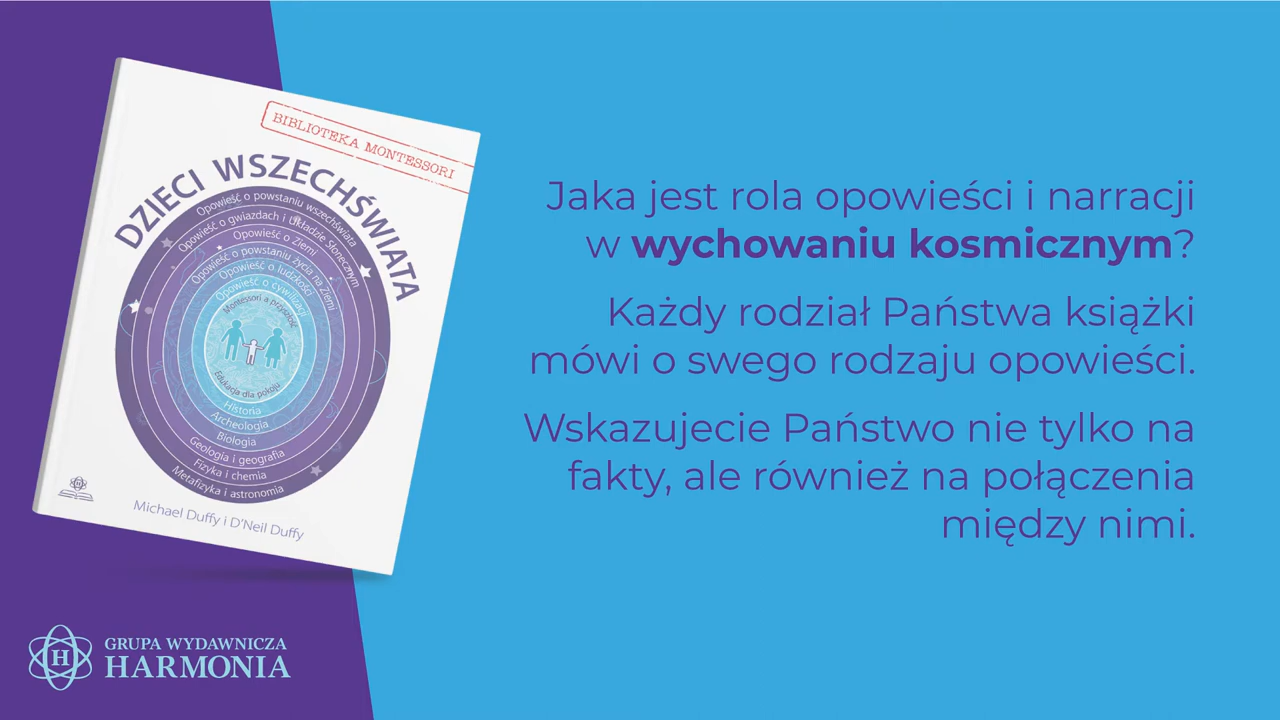 BIBLIOTEKA MONTESSORI
DZIECI WSZECHŚWIATA
Opowieść o powstaniu wszechświata
Opowieść o gwiazdach i Układzie Słonecznym
Opowieść o Ziemi
Opowieść o powstaniu życia na Ziemi
Opowieść o ludzkości
Opowieść o cywilizacji
Montessori a przyszłość
Edukacja dla pokoju
Historia
Archeologia
Biologia
Geologia i geografia
Fizyka i chemia
Metafizyka i astronomia
Michael Duffy i D'Neil Duffy
Jaka jest rola opowieści i narracji
w wychowaniu kosmicznym?
Każdy rodział Państwa książki
mówi o swego rodzaju opowieści.
Wskazujecie Państwo nie tylko na
fakty, ale również na połączenia
między nimi.
H
GRUPA WYDAWNICZA
HARMONIA